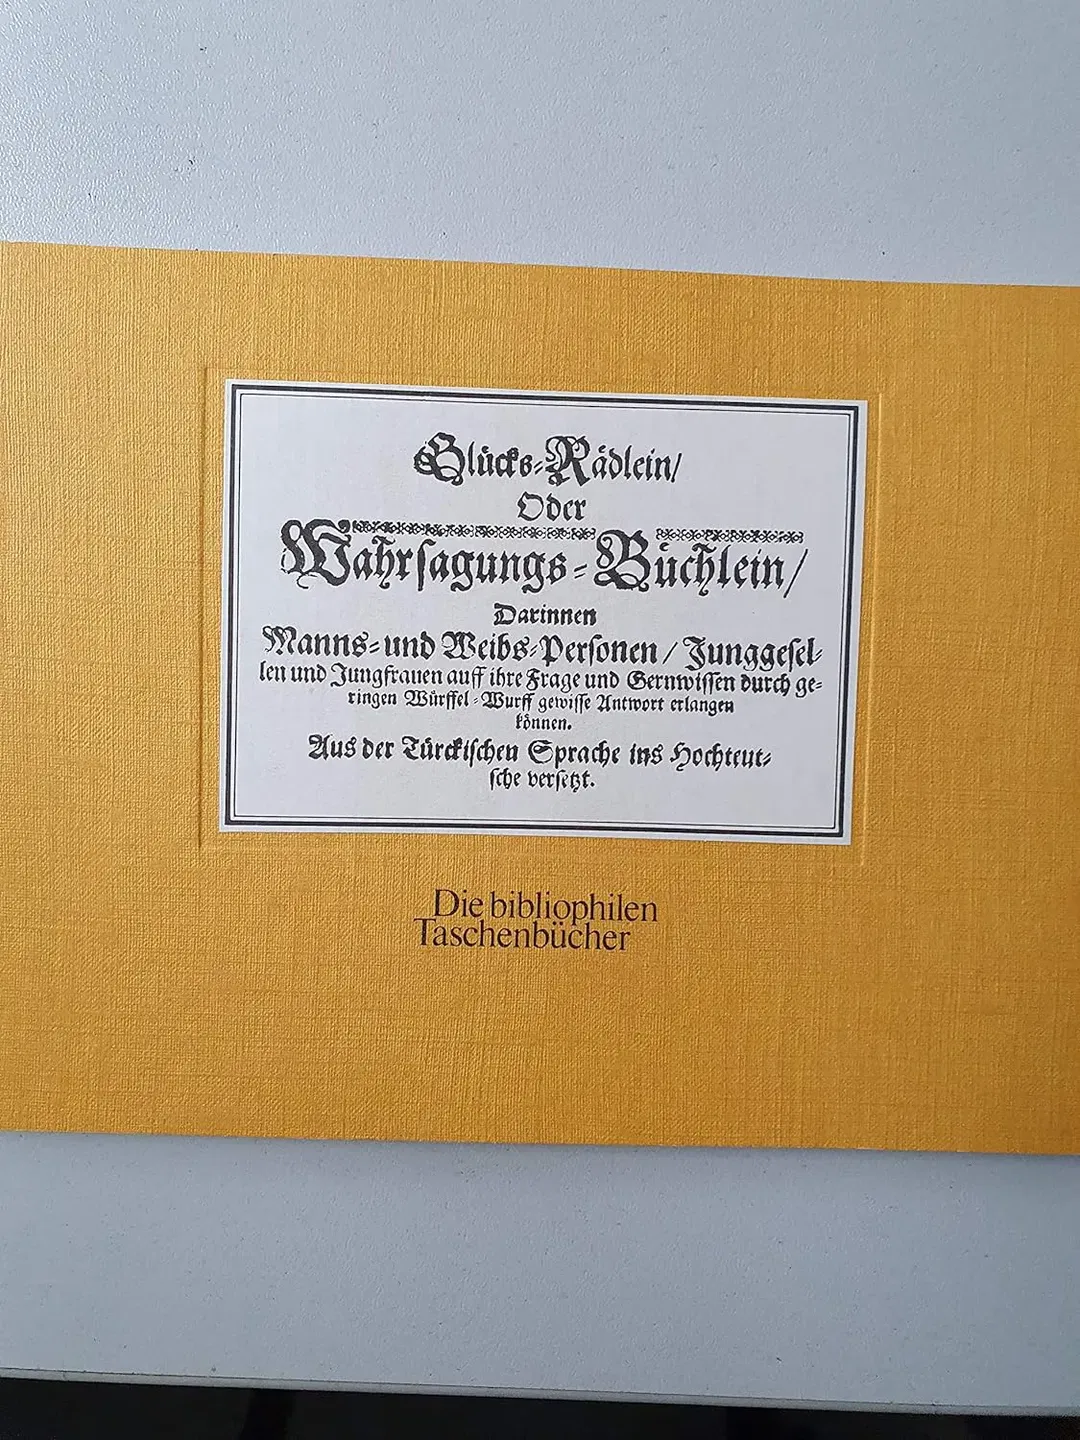 Glücks-Rädlein/
Oder
Wahrsagungs-Büchlein/
Darinnen
Manns- und Weibs-Personen / Junggesel-
len und Jungfrauen auff ihre Frage und Gernwissen durch ge-
ringen Würffel-Wurff gewisse Antwort erlangen
können.
Aus der Türckischen Sprache ins Hochteut-
sche versetzt.
Die bibliophilen
Taschenbücher